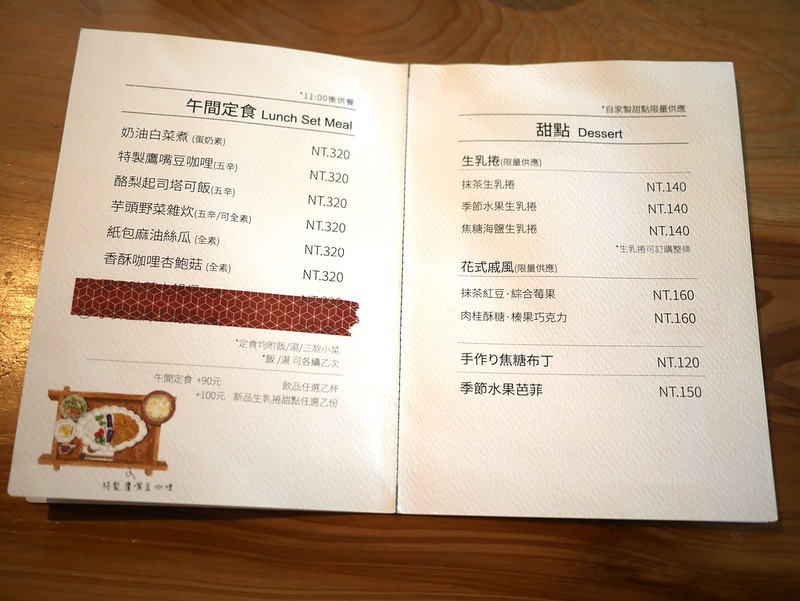 *11:00後供餐
午間定食 Lunch Set Meal
奶油白菜煮 (蛋奶素) NT.320
特製鷹嘴豆咖哩(五辛) NT.320
酪梨起司塔可飯(五辛) NT.320
芋頭野菜雜炊(五辛/可全素) NT.320
紙包麻油絲瓜 (全素) NT.320
香酥咖哩杏鮑菇 (全素) NT.320
*定食均附飯/湯/三款小菜
*飯 /湯 可各續乙次
午間定食 +90元 飲品任選乙杯
+100元 · 新品生乳捲甜點任選乙份
特製鷹嘴豆咖哩
*自家製甜點限量供應
甜點 Dessert
生乳捲(限量供應)
抹茶生乳捲 NT.140
季節水果生乳捲 NT.140
焦糖海鹽生乳捲 NT.140
*生乳捲可訂購整條
花式戚風(限量供應)
抹茶紅豆·綜合莓果 NT.160
肉桂酥糖·榛果巧克力 NT.160
手作り焦糖布丁 NT.120
季節水果芭菲 NT.150